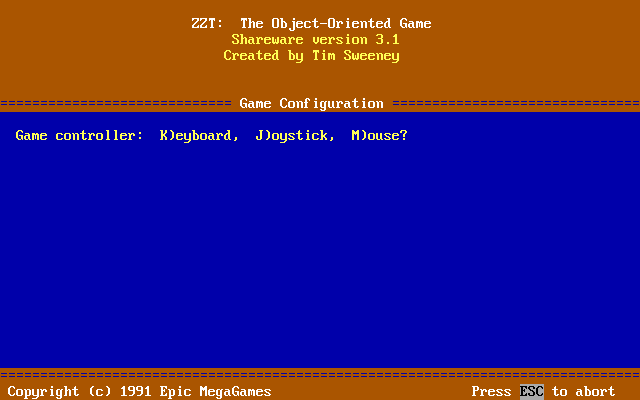 ZZT:  The Object-Oriented Game
Shareware version 3.1
Created by Tim Sweeney
Game Configuration
Game controller:  K)eyboard,  J)oystick,  M)ouse?
Copyright (c) 1991 Epic MegaGames
Press ESC to abort